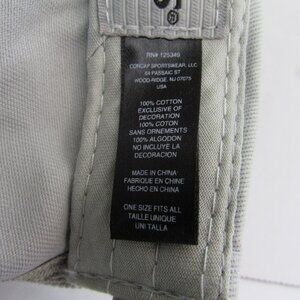 S.
RN# 125349
CONCAP SPORTSWEAR, LLC
64 PASSAIC ST
WOOD-RIDGE, NJ 07075
USA
100% COTTON
EXCLUSIVE OF
DECORATION
100% COTON
SANS ORNEMENTS
100% ALGODON
NO INCLUYE LA
DECORACION
MADE IN CHINA
FABRIQUE EN CHINE
HECHO EN CHINA
ONE SIZE FITS ALL
TAILLE UNIQUE
UNI TALLA